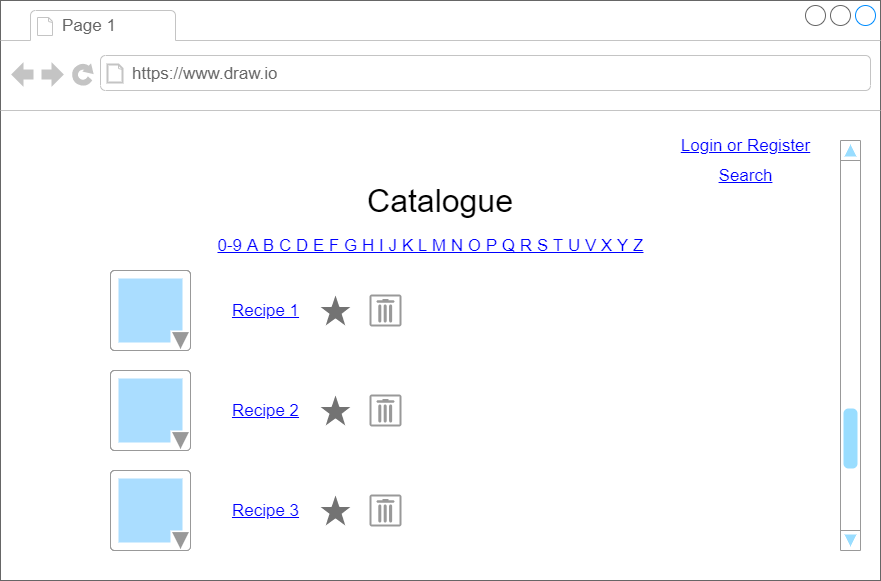 Page 1
https://www.draw.io
Login or Register
Search
Catalogue
0-9 A B C D E F G H I J K L M N O P Q R S T U V X Y Z
Recipe 1
Recipe 2
Recipe 3